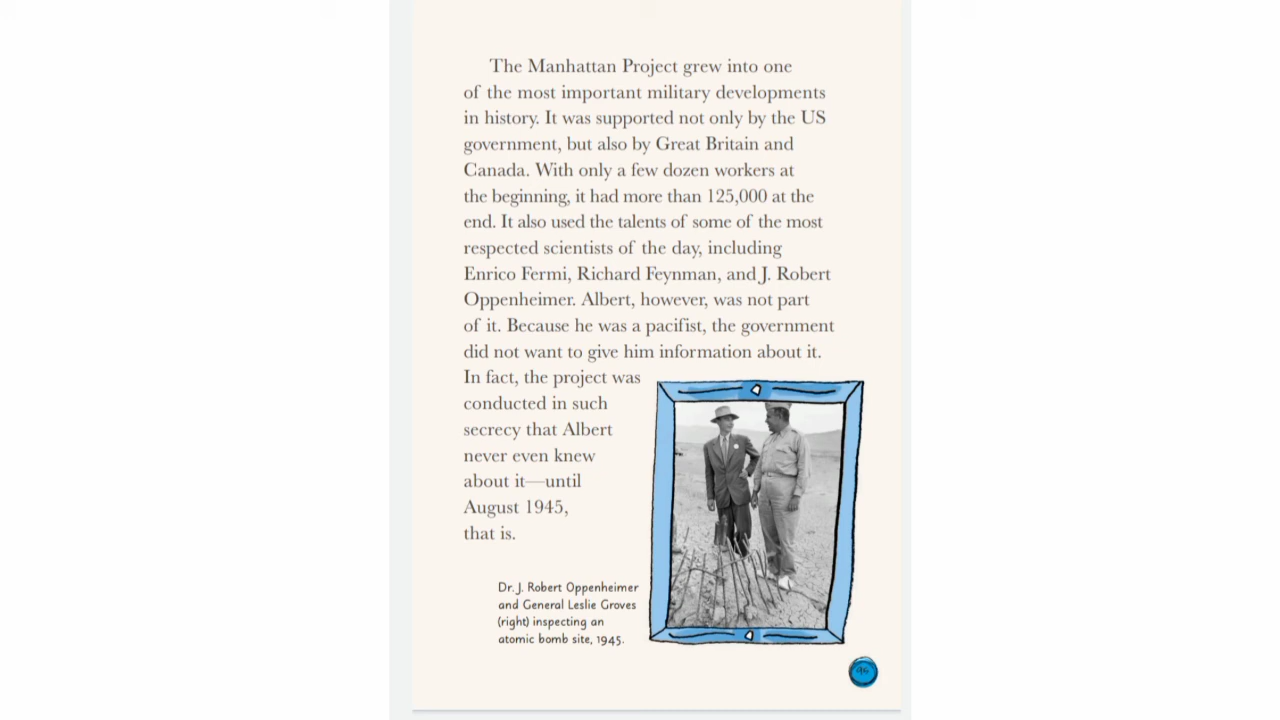 The Manhattan Project grew into one
of the most important military developments
in history. It was supported not only by the US
government, but also by Great Britain and
Canada. With only a few dozen workers at
the beginning, it had more than 125,000 at the
end. It also used the talents of some of the most
respected scientists of the day, including
Enrico Fermi, Richard Feynman, and J. Robert
Oppenheimer. Albert, however, was not part
of it. Because he was a pacifist, the government
did not want to give him information about it.
In fact, the project was
conducted in such
secrecy that Albert
never even knew
about it—until
August 1945,
that is.
Dr. J. Robert Oppenheimer
and General Leslie Groves
(right) inspecting an
atomic bomb site, 1945.